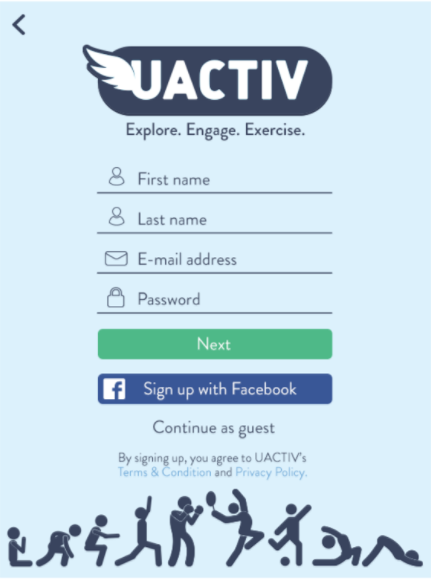 UACTIV
Explore. Engage. Exercise.
First name
Last name
E-mail address
Password
Next
f Sign up with Facebook
Continue as guest
By signing up, you agree to UACTIV's
Terms & Condition and Privacy Policy.